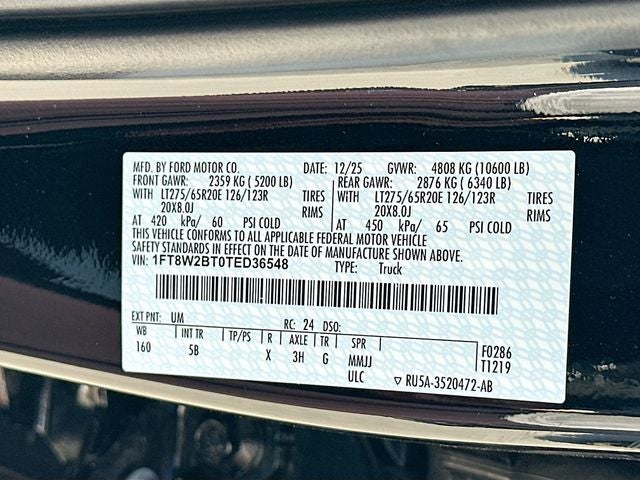 MFD. BY FORD MOTOR CO. DATE: 12/25 GVWR: 4808 KG (10600 LB)
FRONT GAWR: 2359 KG (5200 LB) REAR GAWR: 2876 KG (6340 LB)
WITH LT275/65R20E 126/123R TIRES WITH LT275/65R20E 126/123R TIRES
20X8.0J RIMS 20X8.0J RIMS
AT 420 kPa/ 60 PSI COLD AT 450 kPa/ 65 PSI COLD
THIS VEHICLE CONFORMS TO ALL APPLICABLE FEDERAL MOTOR VEHICLE
SAFETY STANDARDS IN EFFECT ON THE DATE OF MANUFACTURE SHOWN ABOVE.
1FT8W2BT0TED36548 TYPE: Truck
EXT PNT: UM RC: 24 DSO:
WB INT TR TP/PS R AXLE TR SPR F0286
160 5B X 3H G MMJJ T1219
ULC ▽ RU5A-3520472-AB